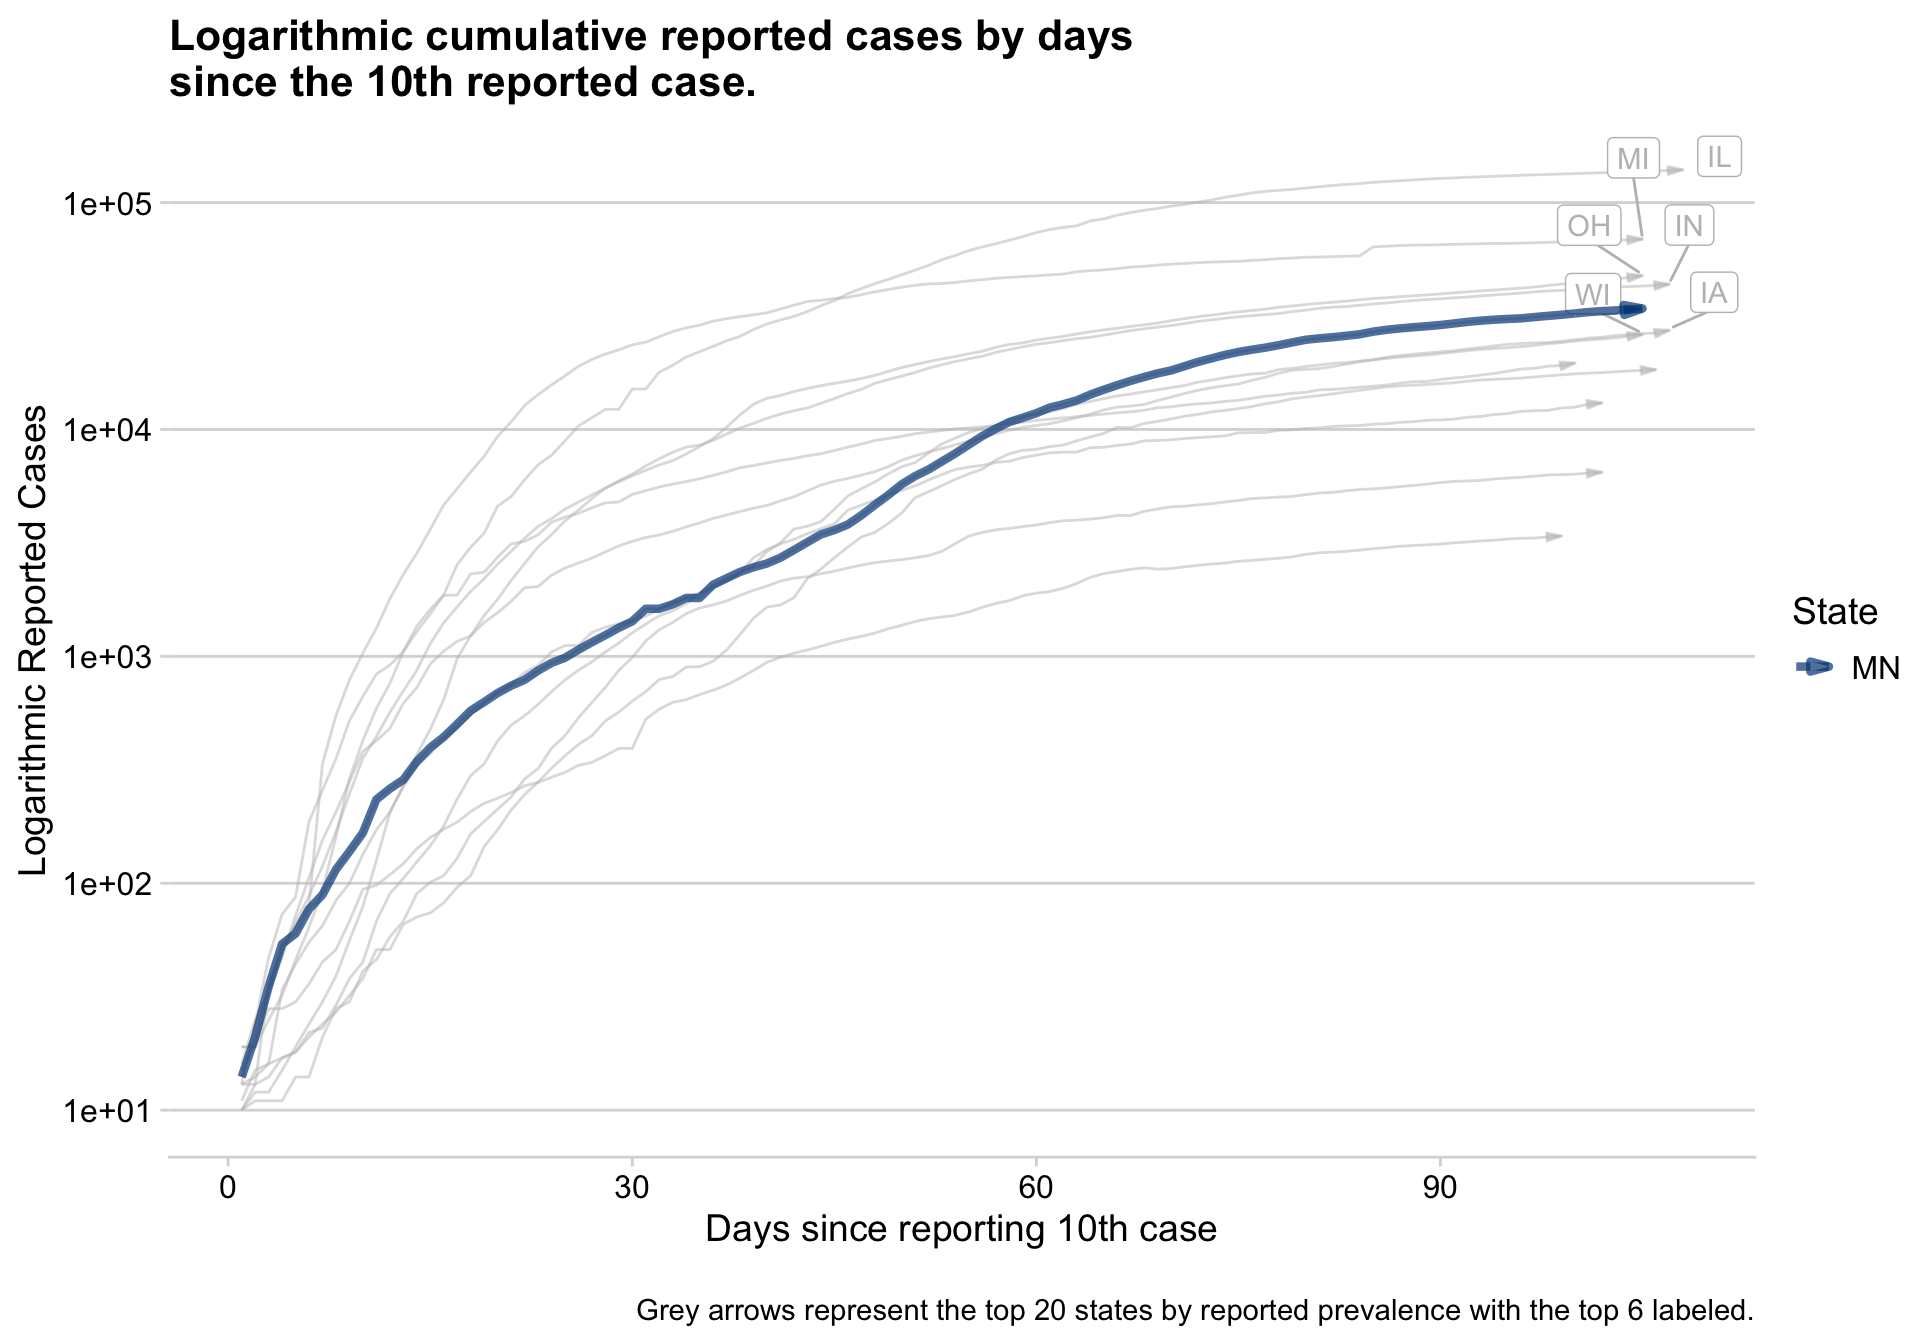 Logarithmic cumulative reported cases by days
since the 10th reported case.
MI
IL
1e+05
OH
IN
WI
IA
1e+04
Logarithmic Reported Cases
State
1e+03
MN
1e+02
1e+01
0
30
60
90
Days since reporting 10th case
Grey arrows represent the top 20 states by reported prevalence with the top 6 labeled.